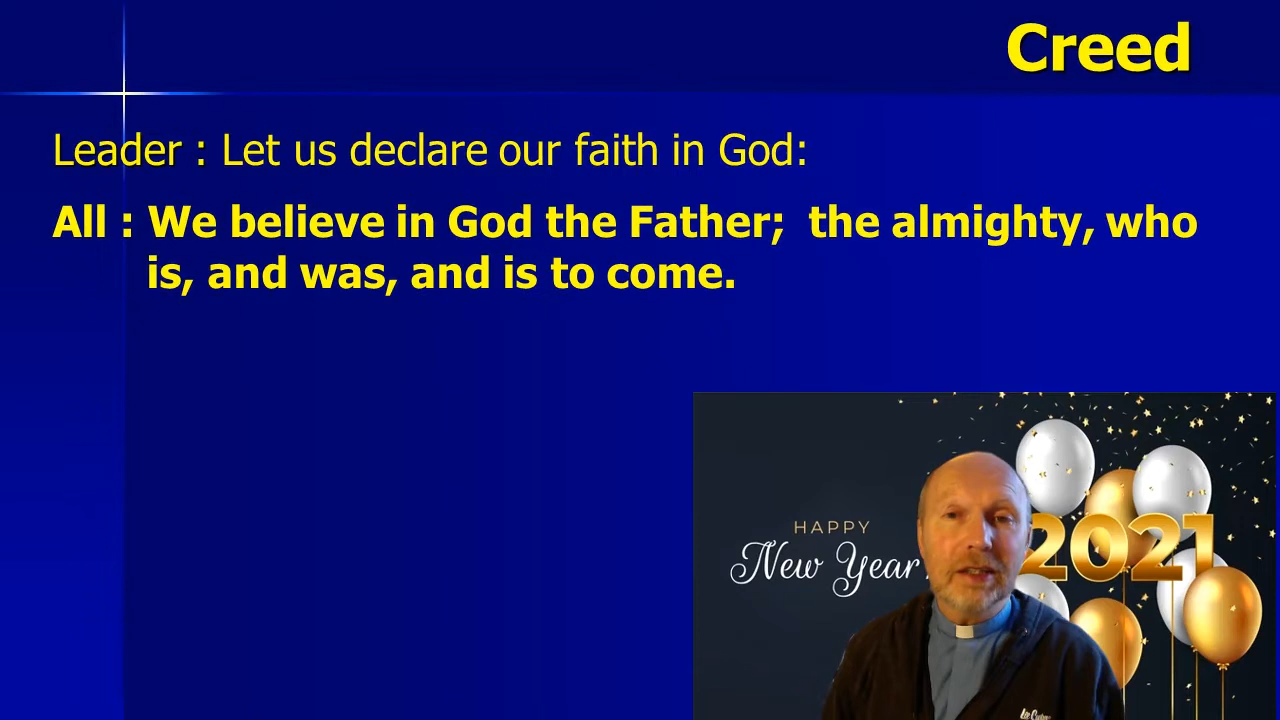 Creed
Leader : Let us declare our faith in God:
All : We believe in God the Father;  the almighty, who
is, and was, and is to come.
HAPPY
New Year
2021